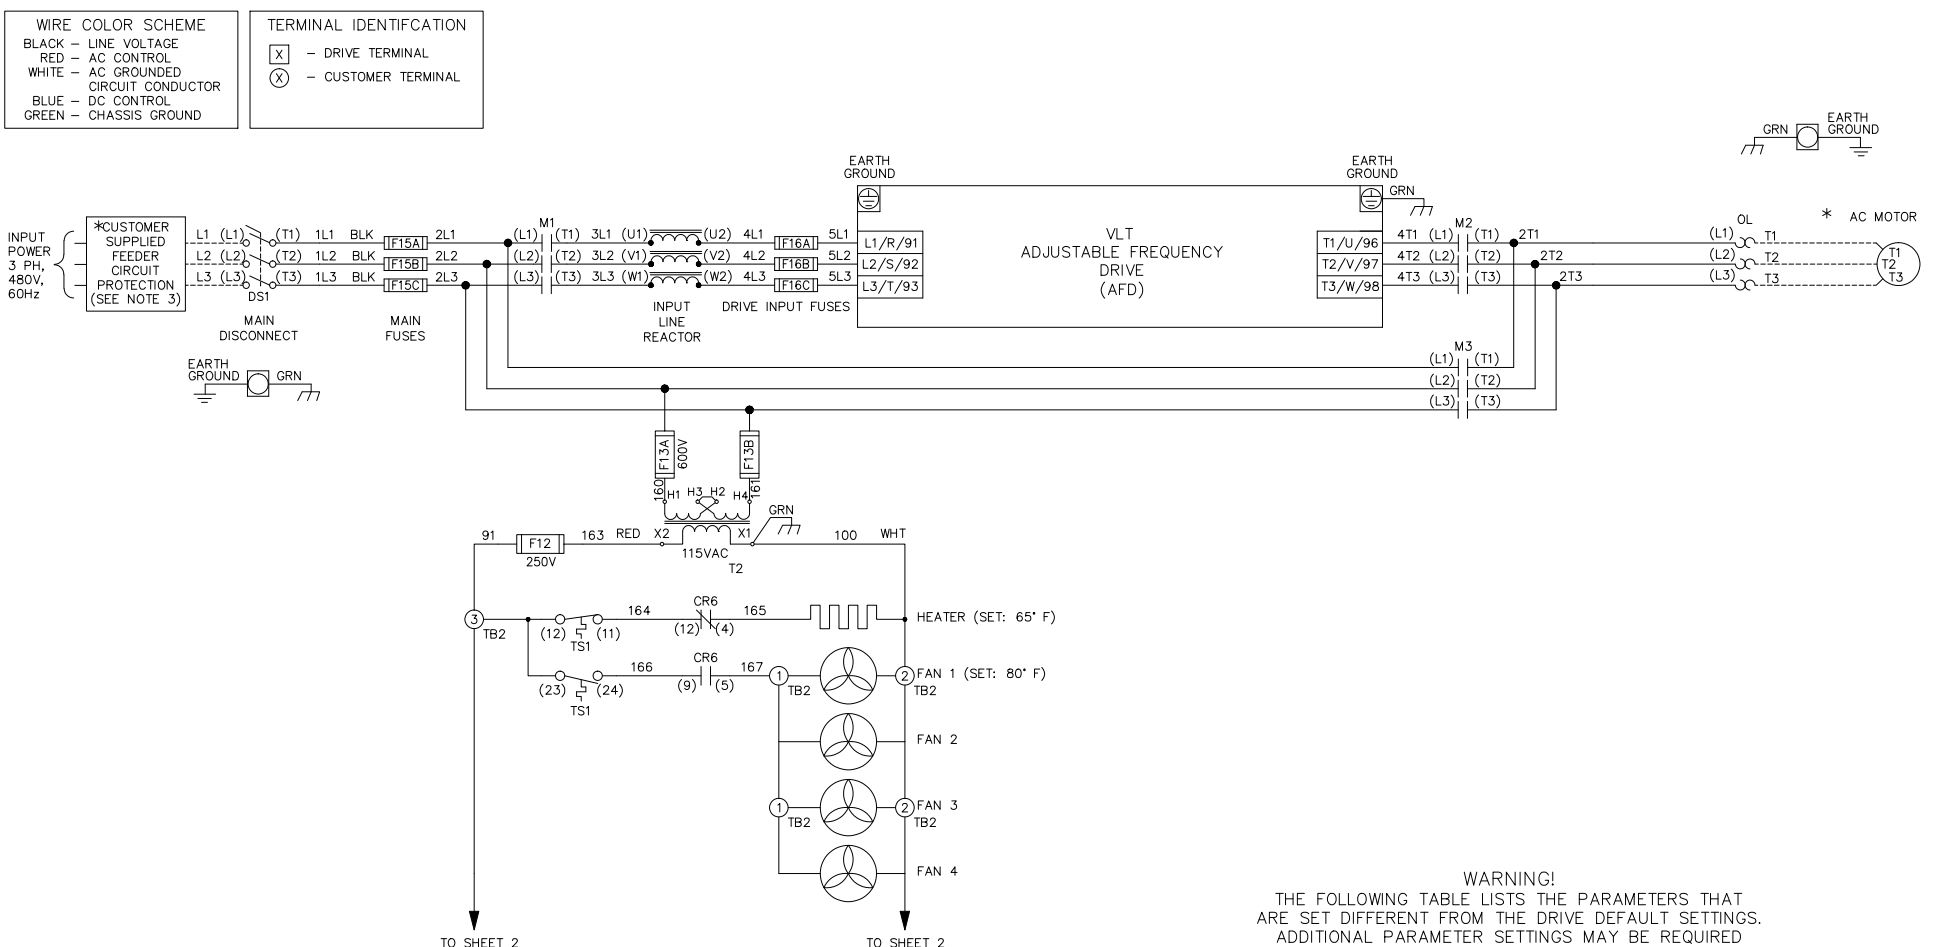 WIRE COLOR SCHEME
BLACK – LINE VOLTAGE
RED – AC CONTROL
WHITE – AC GROUNDED
CIRCUIT CONDUCTOR
BLUE – DC CONTROL
GREEN – CHASSIS GROUND
TERMINAL IDENTIFCATION
X – DRIVE TERMINAL
X – CUSTOMER TERMINAL
GRN
EARTH
GROUND
EARTH
GROUND
EARTH
GROUND
GRN
INPUT
POWER
3 PH,
480V,
60Hz
*CUSTOMER
SUPPLIED
FEEDER
CIRCUIT
PROTECTION
(SEE NOTE 3)
L1 (L1) (T1) 1L1 BLK F15A 2L1 (L1) M1 (T1) 3L1 (U1) (U2) 4L1 F16A 5L1 L1/R/91
L2 (L2) (T2) 1L2 BLK F15B 2L2 (L2) (T2) 3L2 (V1) (V2) 4L2 F16B 5L2 L2/S/92
L3 (L3) (T3) 1L3 BLK F15C 2L3 (L3) (T3) 3L3 (W1) (W2) 4L3 F16C 5L3 L3/T/93
DS1
MAIN
DISCONNECT
MAIN
FUSES
INPUT
LINE
REACTOR
DRIVE INPUT FUSES
VLT
ADJUSTABLE FREQUENCY
DRIVE
(AFD)
T1/U/96 4T1 (L1) M2 (T1) 2T1 (L1) OL T1
T2/V/97 4T2 (L2) (T2) 2T2 (L2) T2
T3/W/98 4T3 (L3) (T3) 2T3 (L3) T3
* AC MOTOR
T1
T2
T3
EARTH
GROUND
GRN
M3
(L1) (T1)
(L2) (T2)
(L3) (T3)
F13A
600V
F13B
160
161
H1 H3 H2 H4
GRN
91 F12 163 RED X2 X1 100 WHT
250V
115VAC
T2
3
TB2
164 CR6 165
(12) (11) (12) (4)
TS1
HEATER (SET: 65° F)
166 CR6 167
(23) (24) (9) (5)
TS1
1
TB2
2
TB2
FAN 1 (SET: 80° F)
FAN 2
1
TB2
2
TB2
FAN 3
FAN 4
TO SHEET 2
TO SHEET 2
WARNING!
THE FOLLOWING TABLE LISTS THE PARAMETERS THAT
ARE SET DIFFERENT FROM THE DRIVE DEFAULT SETTINGS.
ADDITIONAL PARAMETER SETTINGS MAY BE REQUIRED